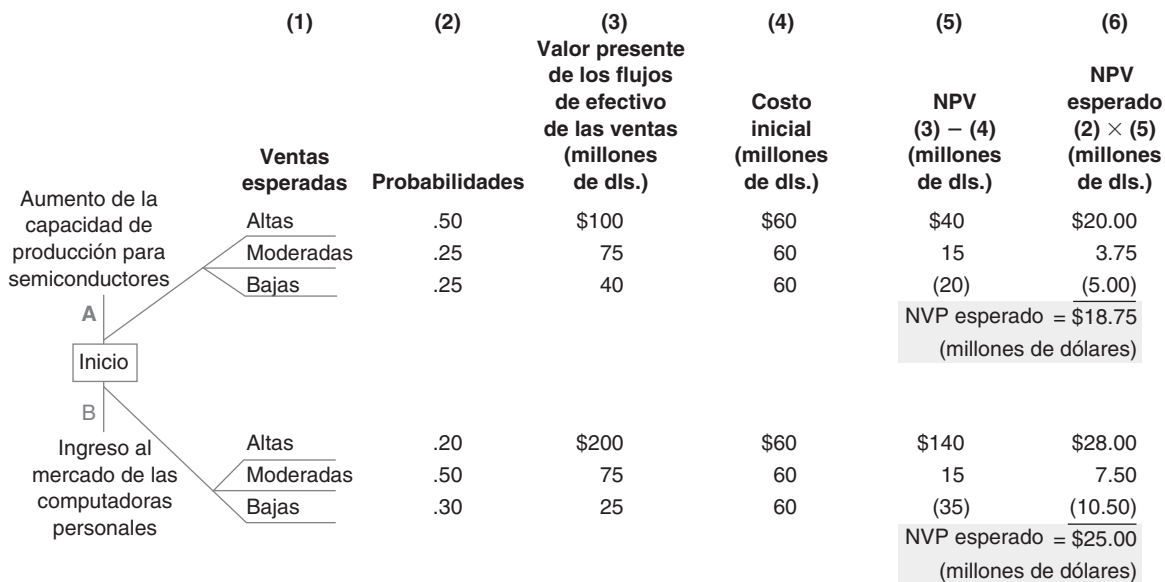 (1) (2) (3) (4) (5) (6)
Valor presente
de los flujos NPV
de efectivo Costo NPV esperado
de las ventas inicial (3) − (4) (2) × (5)
Ventas (millones (millones (millones (millones
esperadas Probabilidades de dls.) de dls.) de dls.) de dls.)
Aumento de la
capacidad de
producción para
semiconductores
Altas .50 $100 $60 $40 $20.00
Moderadas .25 75 60 15 3.75
Bajas .25 40 60 (20) (5.00)
NVP esperado = $18.75
(millones de dólares)
A
Inicio
B
Ingreso al
mercado de las
computadoras
personales
Altas .20 $200 $60 $140 $28.00
Moderadas .50 75 60 15 7.50
Bajas .30 25 60 (35) (10.50)
NVP esperado = $25.00
(millones de dólares)